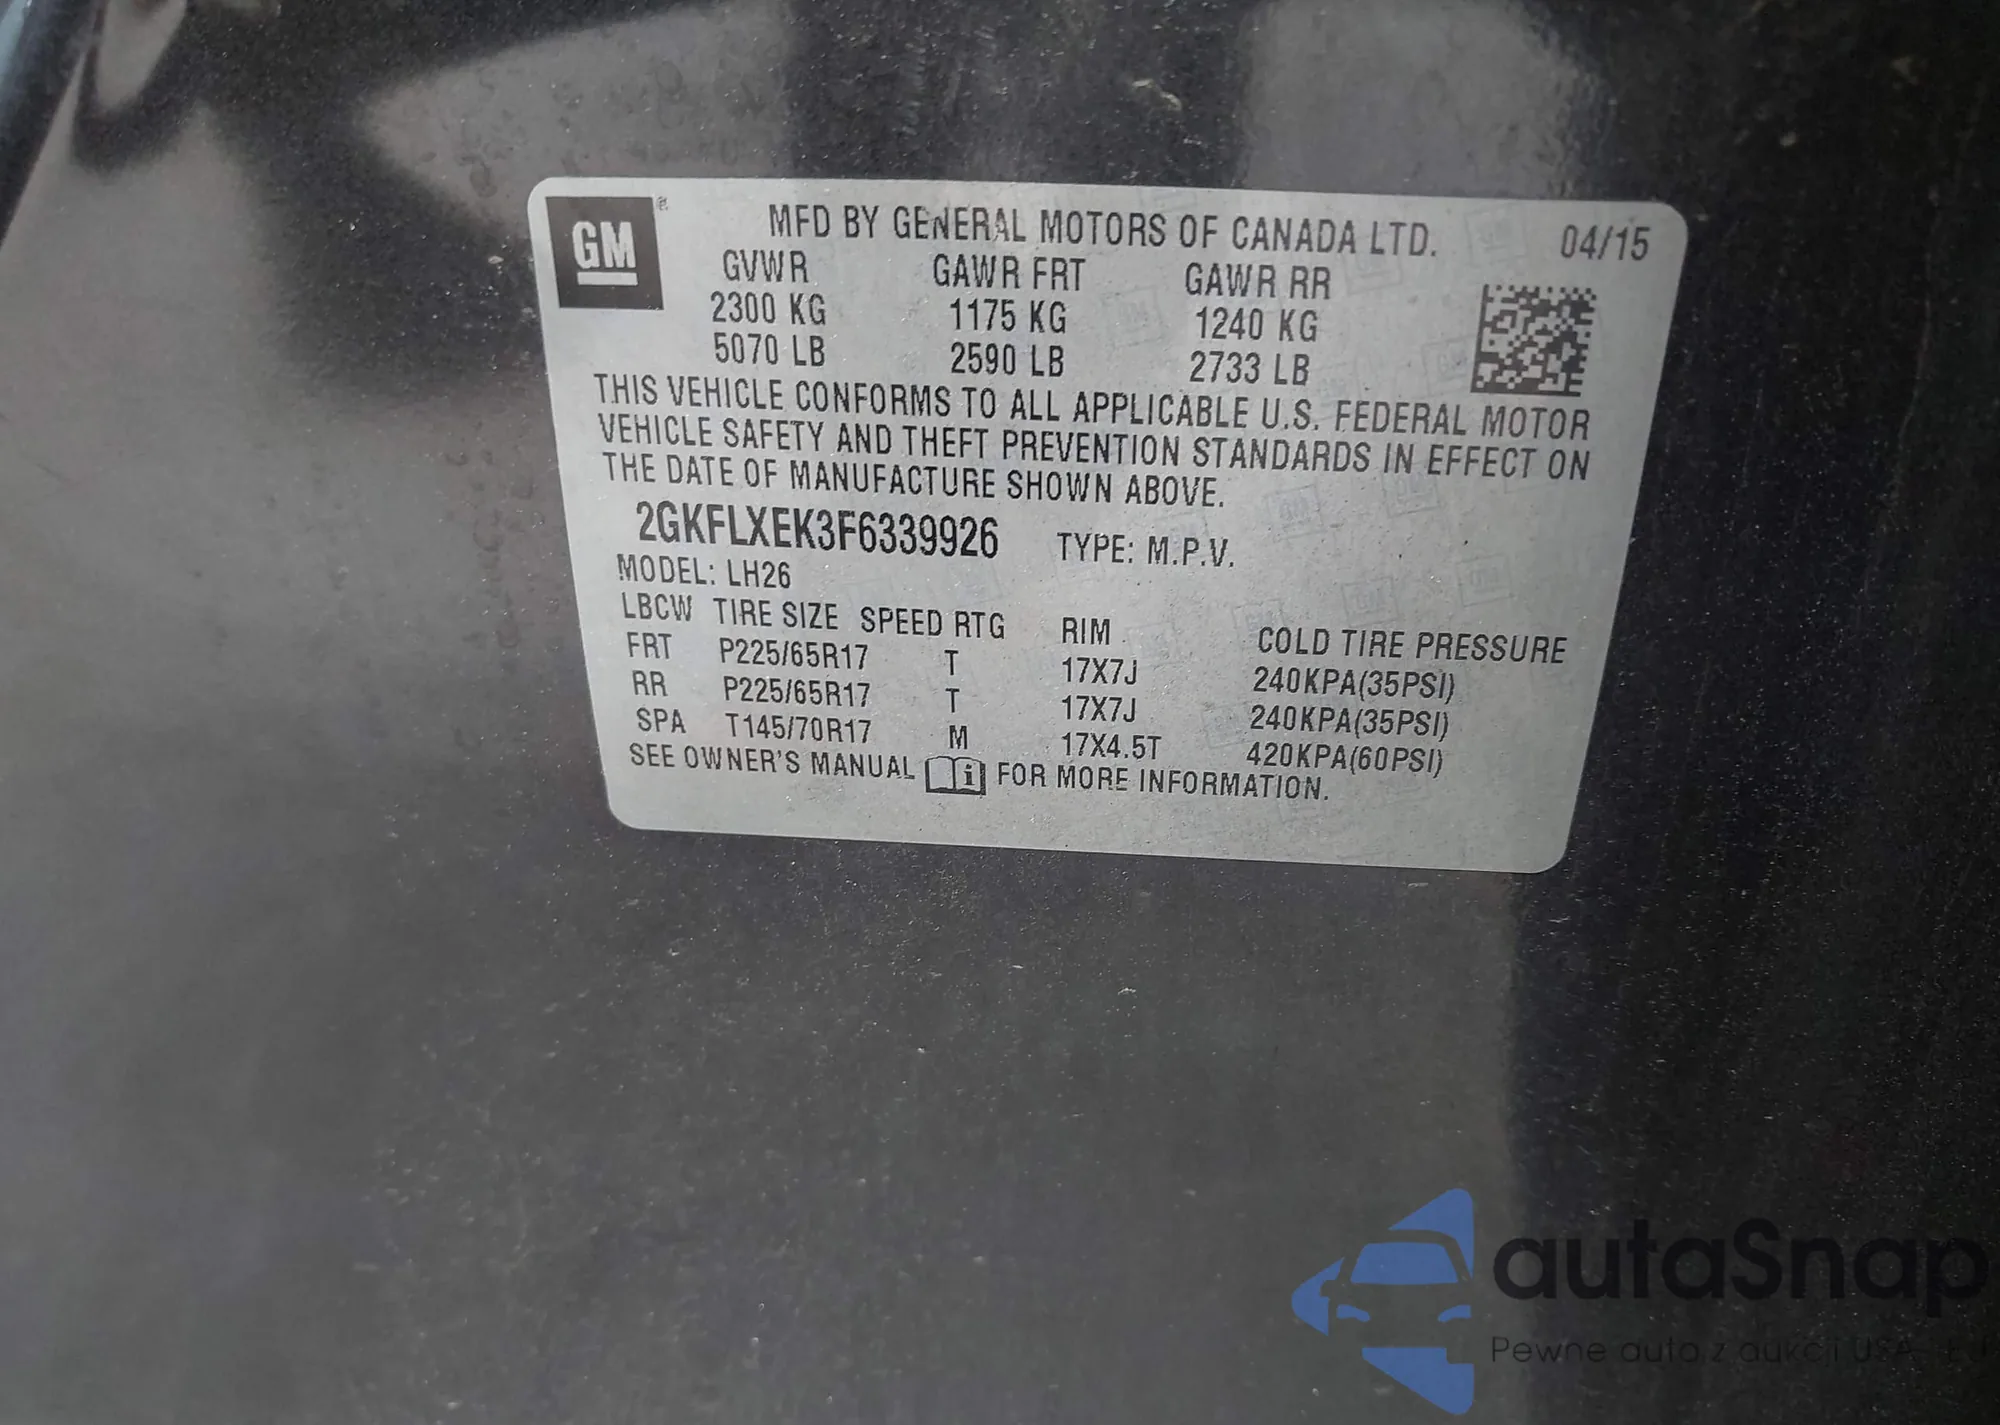 GM
MFD BY GENERAL MOTORS OF CANADA LTD. 04/15
GVWR GAWR FRT GAWR RR
2300 KG 1175 KG 1240 KG
5070 LB 2590 LB 2733 LB
THIS VEHICLE CONFORMS TO ALL APPLICABLE U.S. FEDERAL MOTOR
VEHICLE SAFETY AND THEFT PREVENTION STANDARDS IN EFFECT ON
THE DATE OF MANUFACTURE SHOWN ABOVE.
2GKFLXEK3F6339926 TYPE: M.P.V.
MODEL: LH26
LBCW TIRE SIZE SPEED RTG RIM COLD TIRE PRESSURE
FRT P225/65R17 T 17X7J 240KPA(35PSI)
RR P225/65R17 T 17X7J 240KPA(35PSI)
SPA T145/70R17 M 17X4.5T 420KPA(60PSI)
SEE OWNER'S MANUAL i FOR MORE INFORMATION.
autaSnap
Pewne auta z aukcji USA